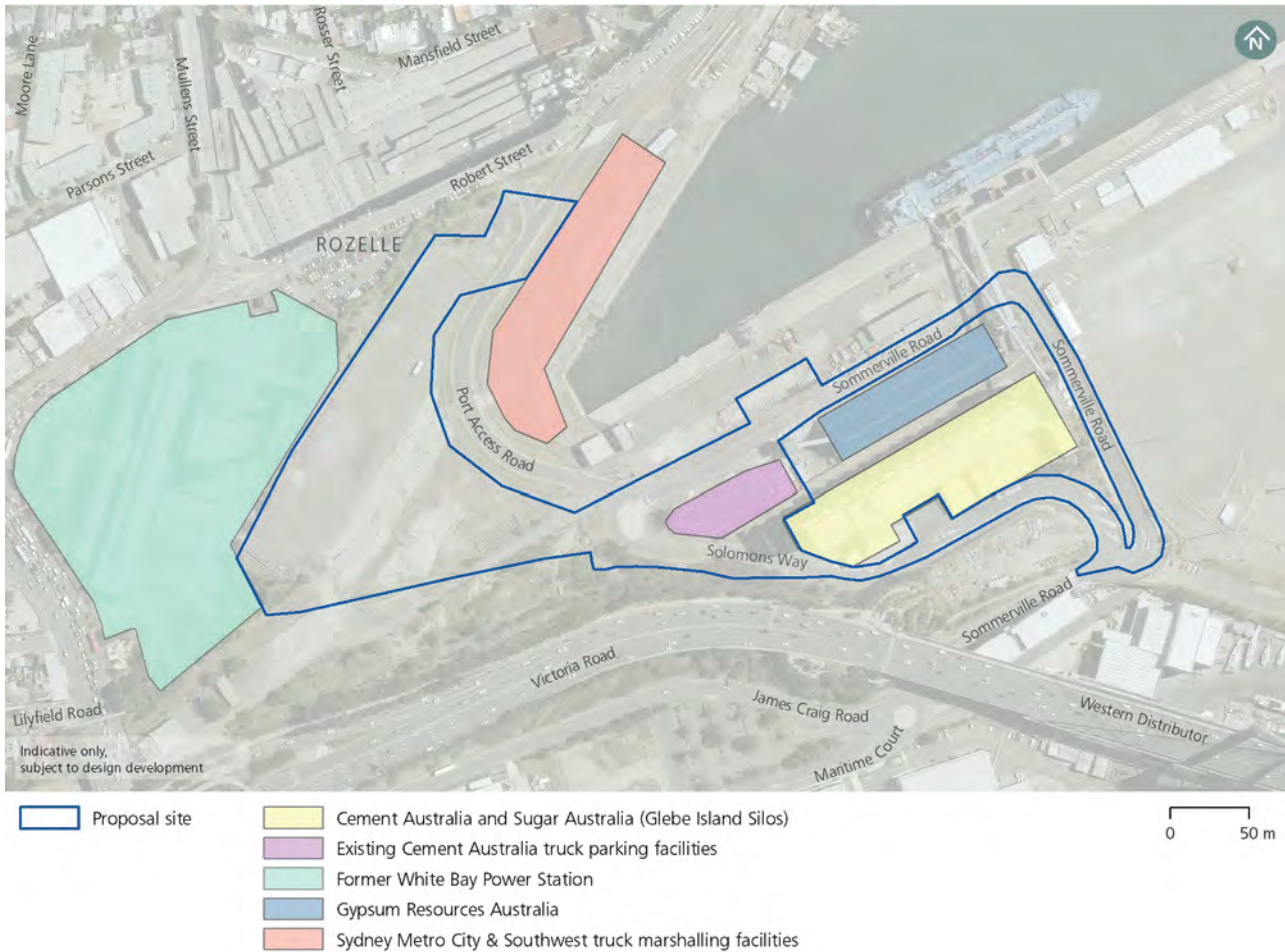 N
Moore Lane
Mullens Street
Rosser Street
Mansfield Street
Parsons Street
Robert Street
ROZELLE
Port Access Road
Sommerville Road
Sommerville Road
Solomons Way
Sommerville Road
Victoria Road
James Craig Road
Western Distributor
Maritime Court
Lilyfield Road
Indicative only,
subject to design development
Proposal site
Cement Australia and Sugar Australia (Glebe Island Silos)
Existing Cement Australia truck parking facilities
Former White Bay Power Station
Gypsum Resources Australia
Sydney Metro City & Southwest truck marshalling facilities
0 50 m